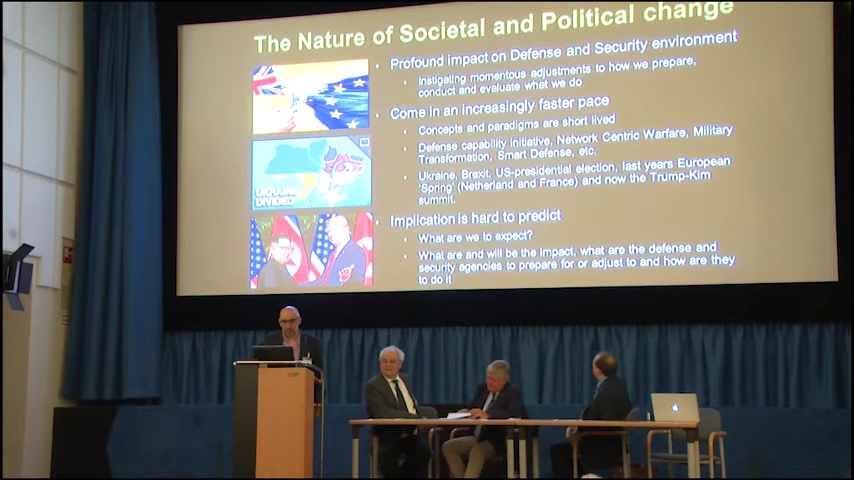 The Nature of Societal and Political change
Profound impact on Defense and Security environment
Instigating momentous adjustments to how we prepare,
conduct and evaluate what we do
Come in an increasingly faster pace
Concepts and paradigms are short lived
Defense capability initiative, Network Centric Warfare, Military
Transformation, Smart Defense, etc.
Ukraine, Brexit, US-presidential election, last years European
'Spring' (Netherland and France) and now the Trump-Kim
summit.
UKRAINE
DIVIDED
Implication is hard to predict
What are we to expect?
What are and will be the impact, what are the defense and
security agencies to prepare for or adjust to and how are they
to do it